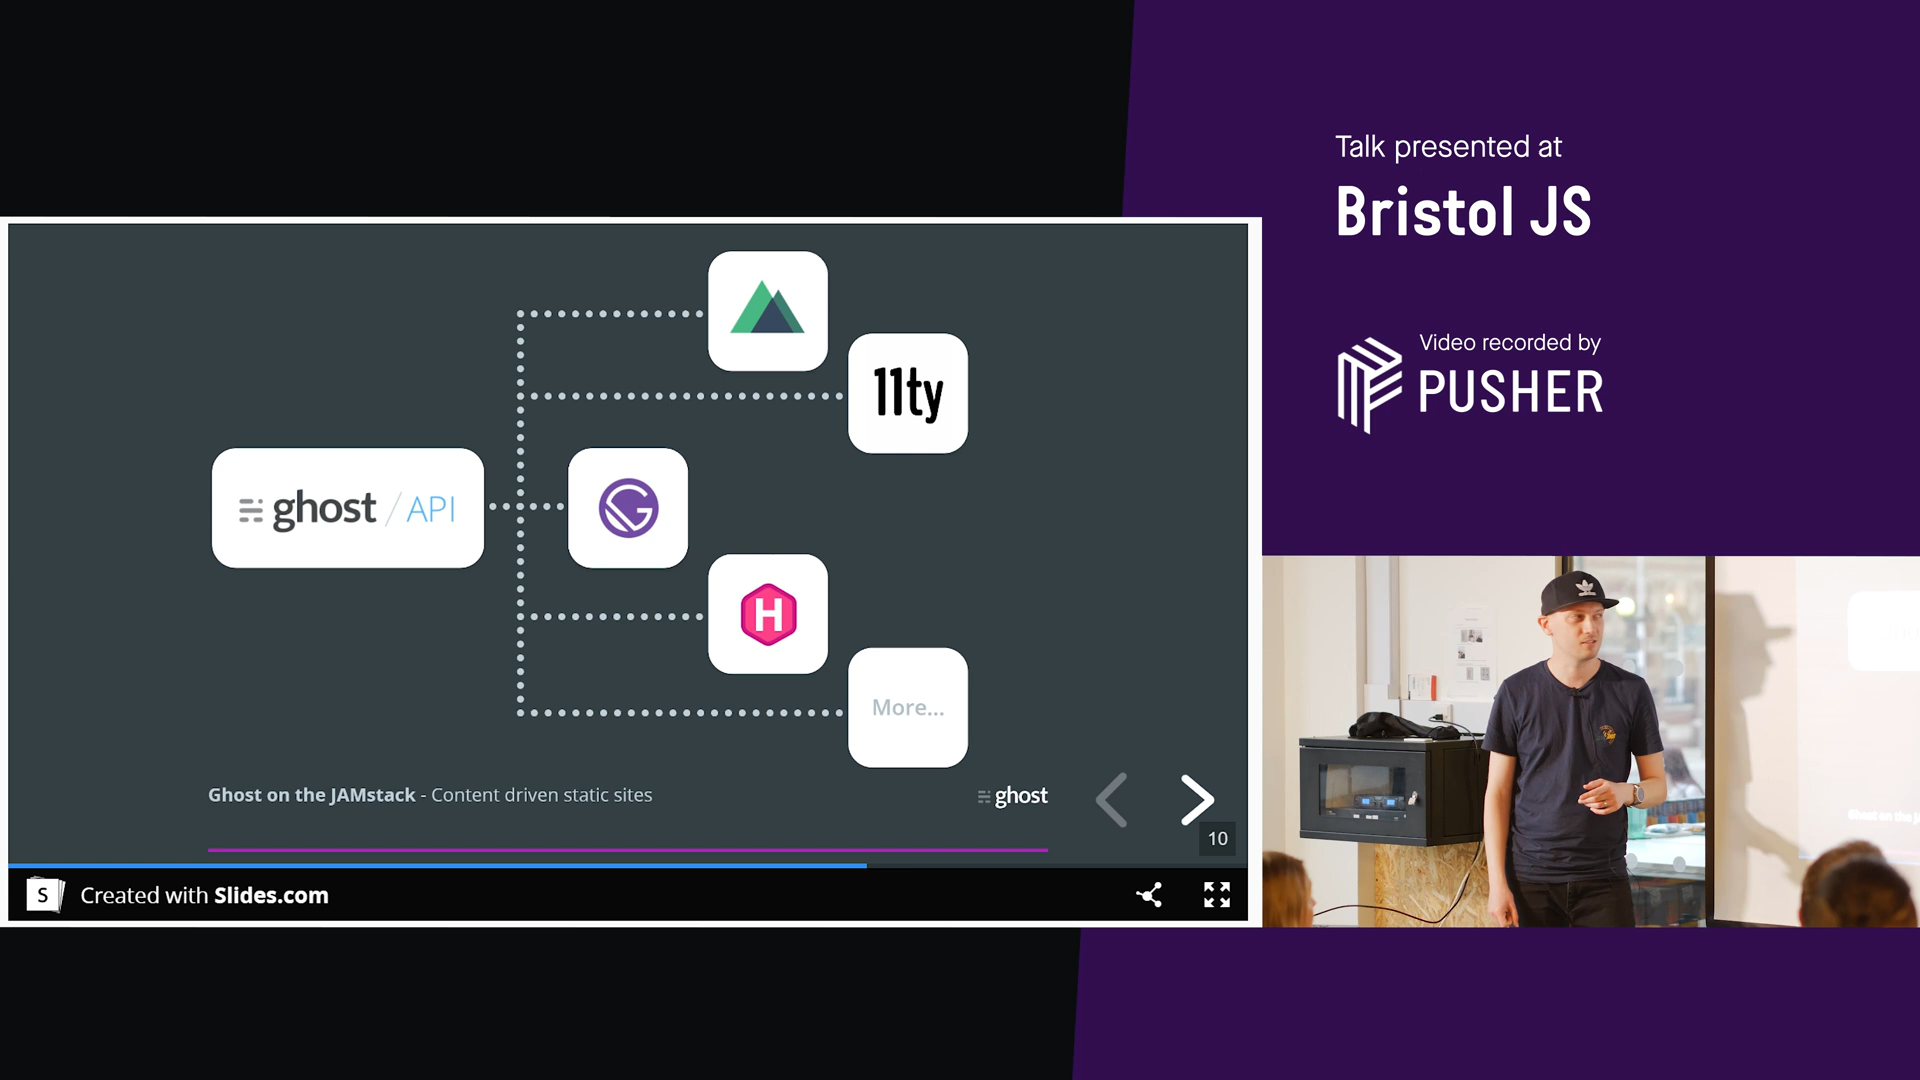 Talk presented at
Bristol JS
Video recorded by
PUSHER
11ty
ghost / API
G
H
More...
Ghost on the JAMstack - Content driven static sites
ghost
10
S
Created with Slides.com